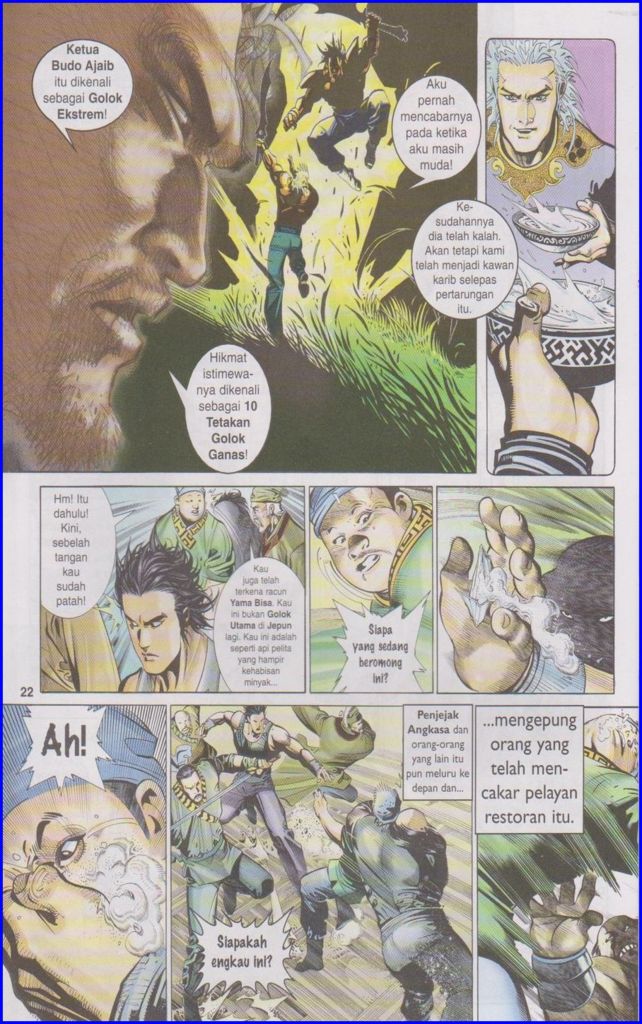 Ketua
Budo Ajaib
itu dikenali
sebagai Golok
Ekstrem!
Aku
pernah
mencabarnya
pada ketika
aku masih
muda!
Ke-
sudahannya
dia telah kalah.
Akan tetapi kami
telah menjadi kawan
karib selepas
pertarungan
itu.
Hikmat
istimewa-
nya dikenali
sebagai 10
Tetakan
Golok
Ganas!
Hm! Itu
dahulu!
Kini,
sebelah
tangan
kau
sudah
patah!
Kau
juga telah
terkena racun
Yama Bisa. Kau
ini bukan Golok
Utama di Jepun
lagi. Kau ini adalah
seperti api pelita
yang hampir
kehabisan
minyak...
Siapa
yang sedang
beromong
ini?
22
Ah!
Siapakah
engkau ini?
Penjejak
Angkasa dan
orang-orang
yang lain itu
pun meluru ke
depan dan...
...mengepung
orang yang
telah men-
cakar pelayan
restoran itu.